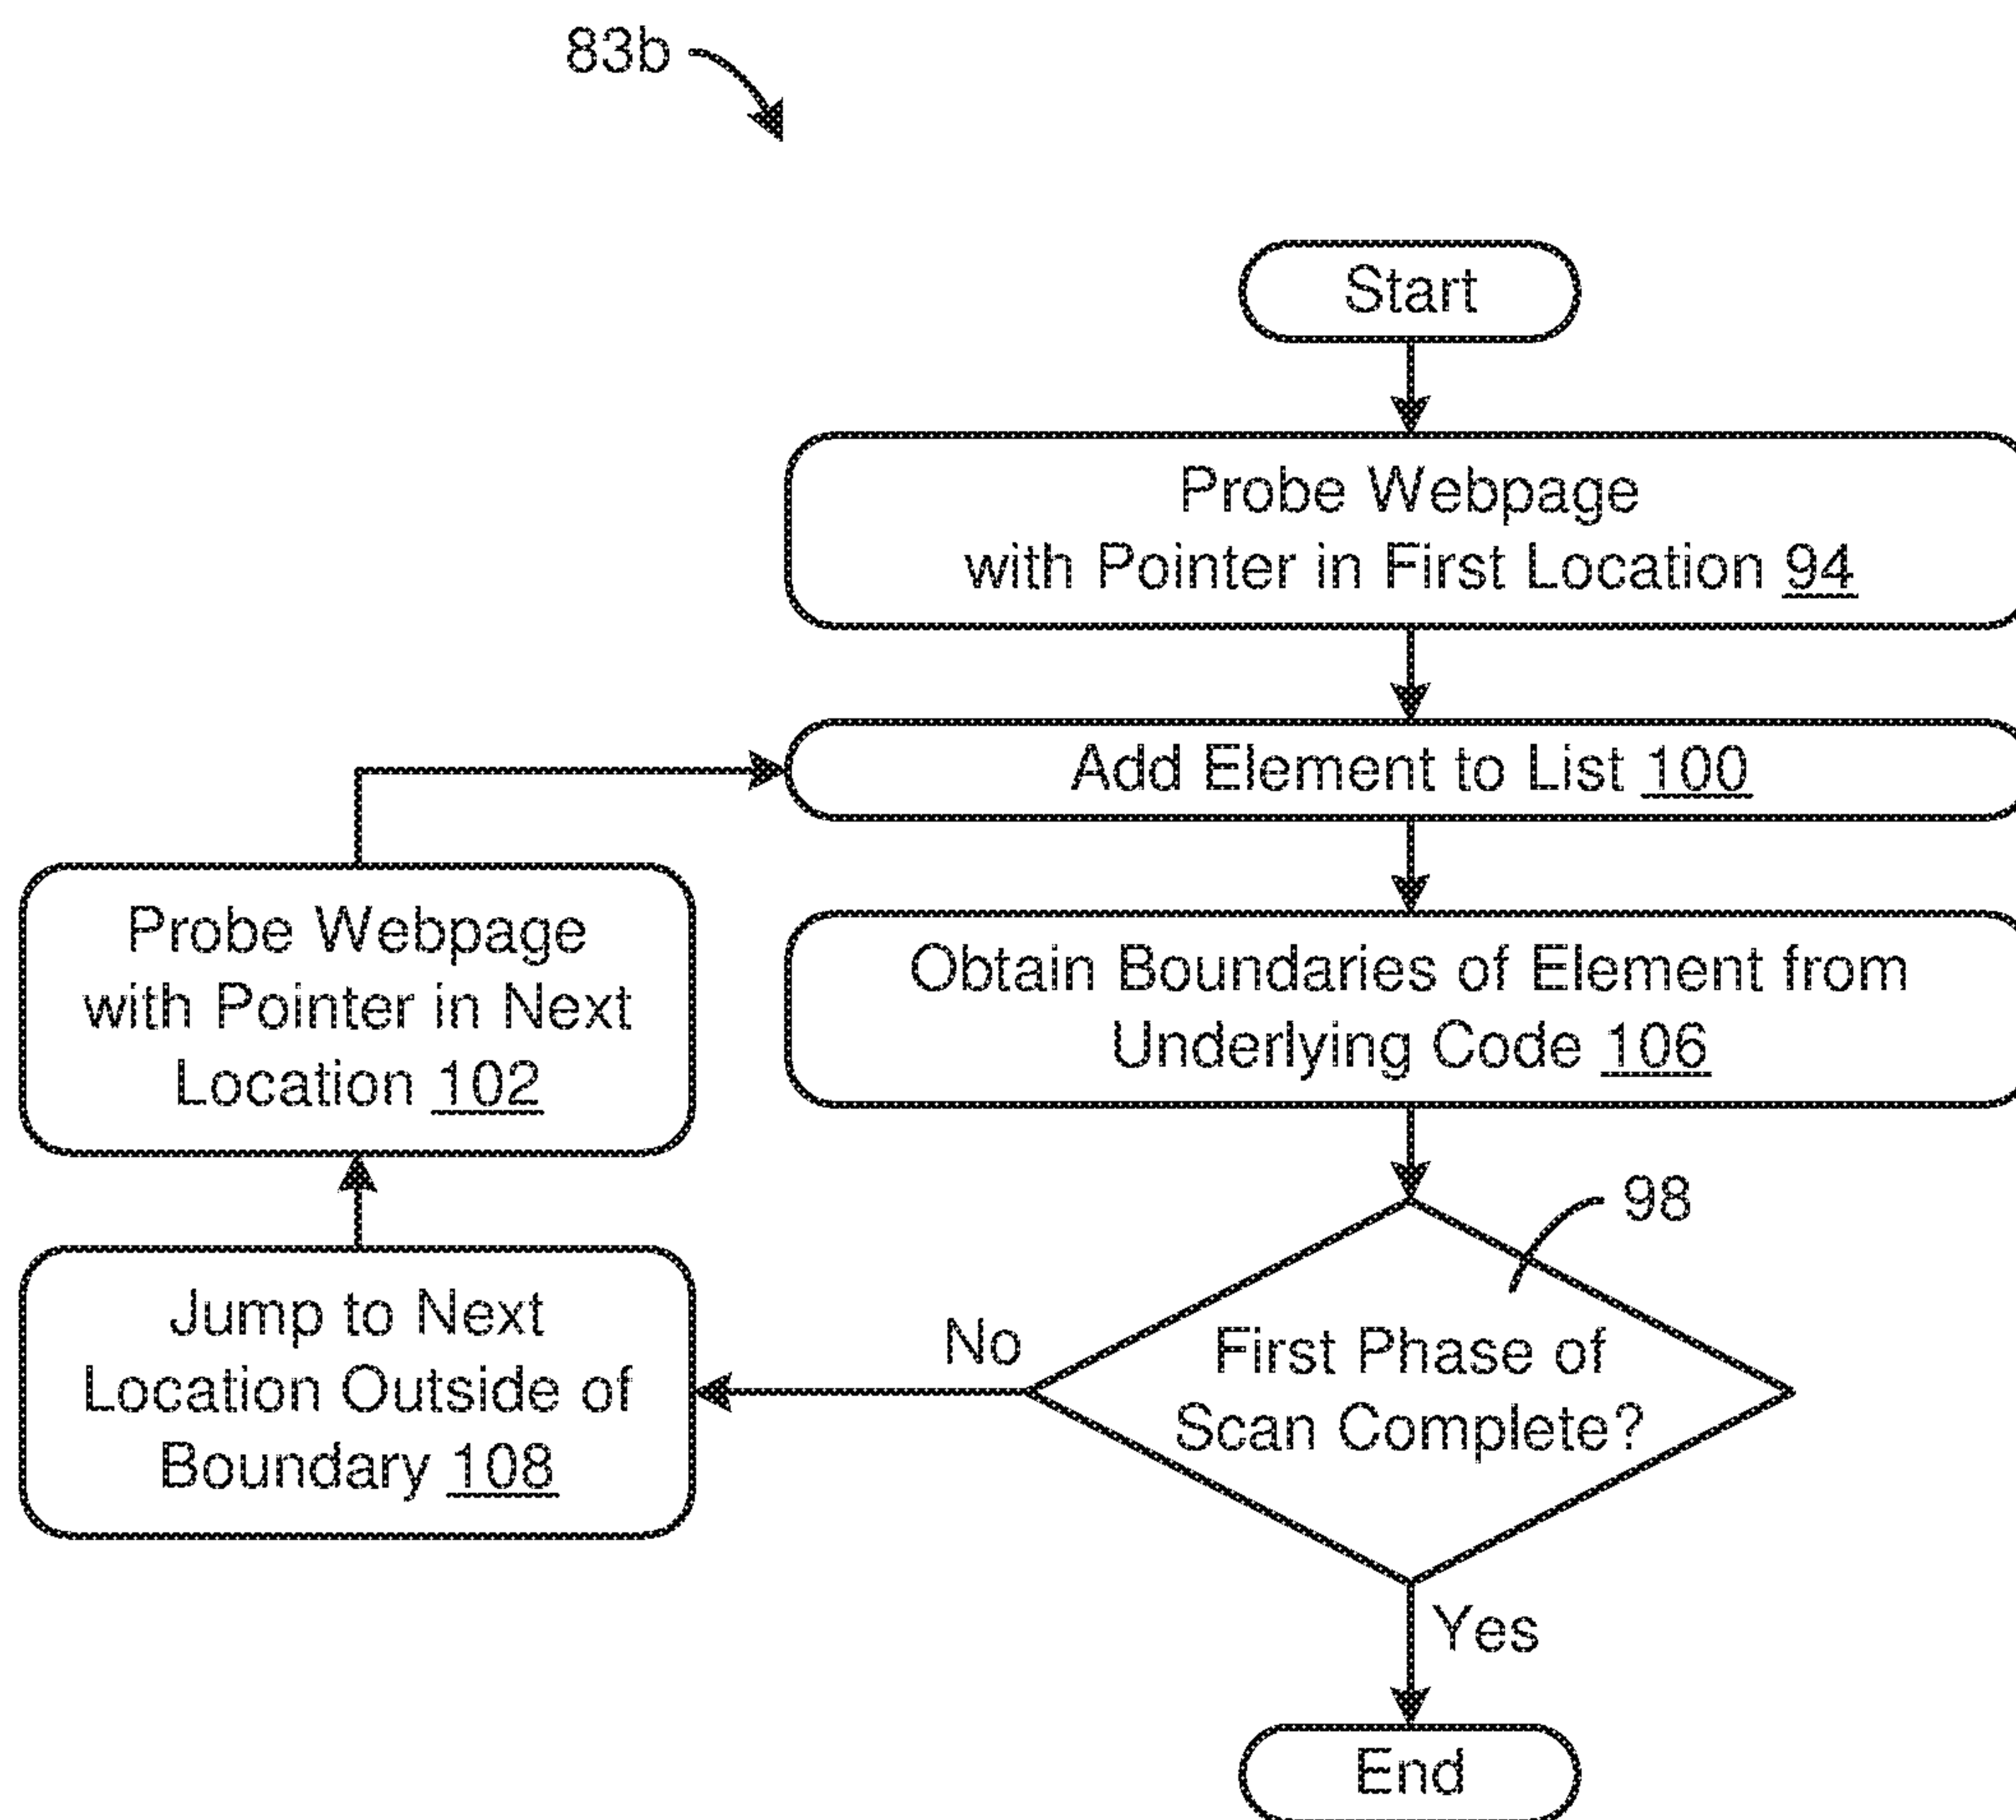 83b
Start
Probe Webpage
with Pointer in First Location 94
Add Element to List 100
Obtain Boundaries of Element from
Underlying Code 106
98
First Phase of
Scan Complete?
No
Jump to Next
Location Outside of
Boundary 108
Probe Webpage
with Pointer in Next
Location 102
Yes
End